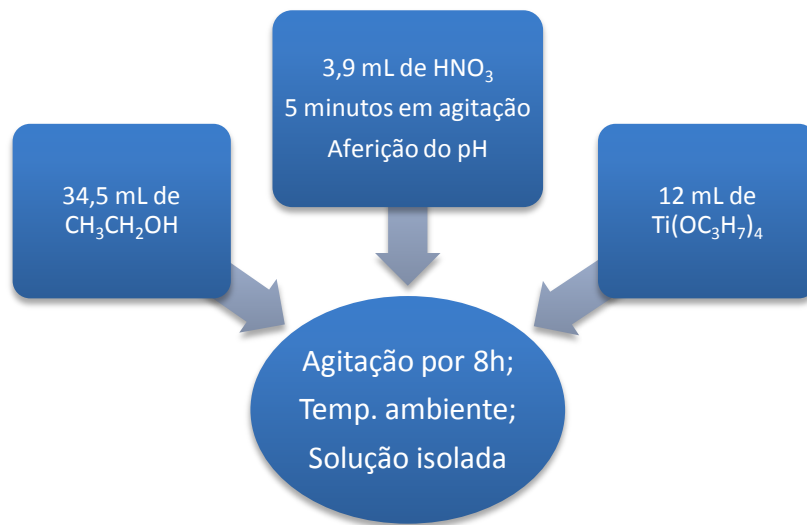 3,9 mL de HNO₃
5 minutos em agitação
Aferição do pH
34,5 mL de
CH₃CH₂OH
12 mL de
Ti(OC₃H₇)₄
Agitação por 8h;
Temp. ambiente;
Solução isolada